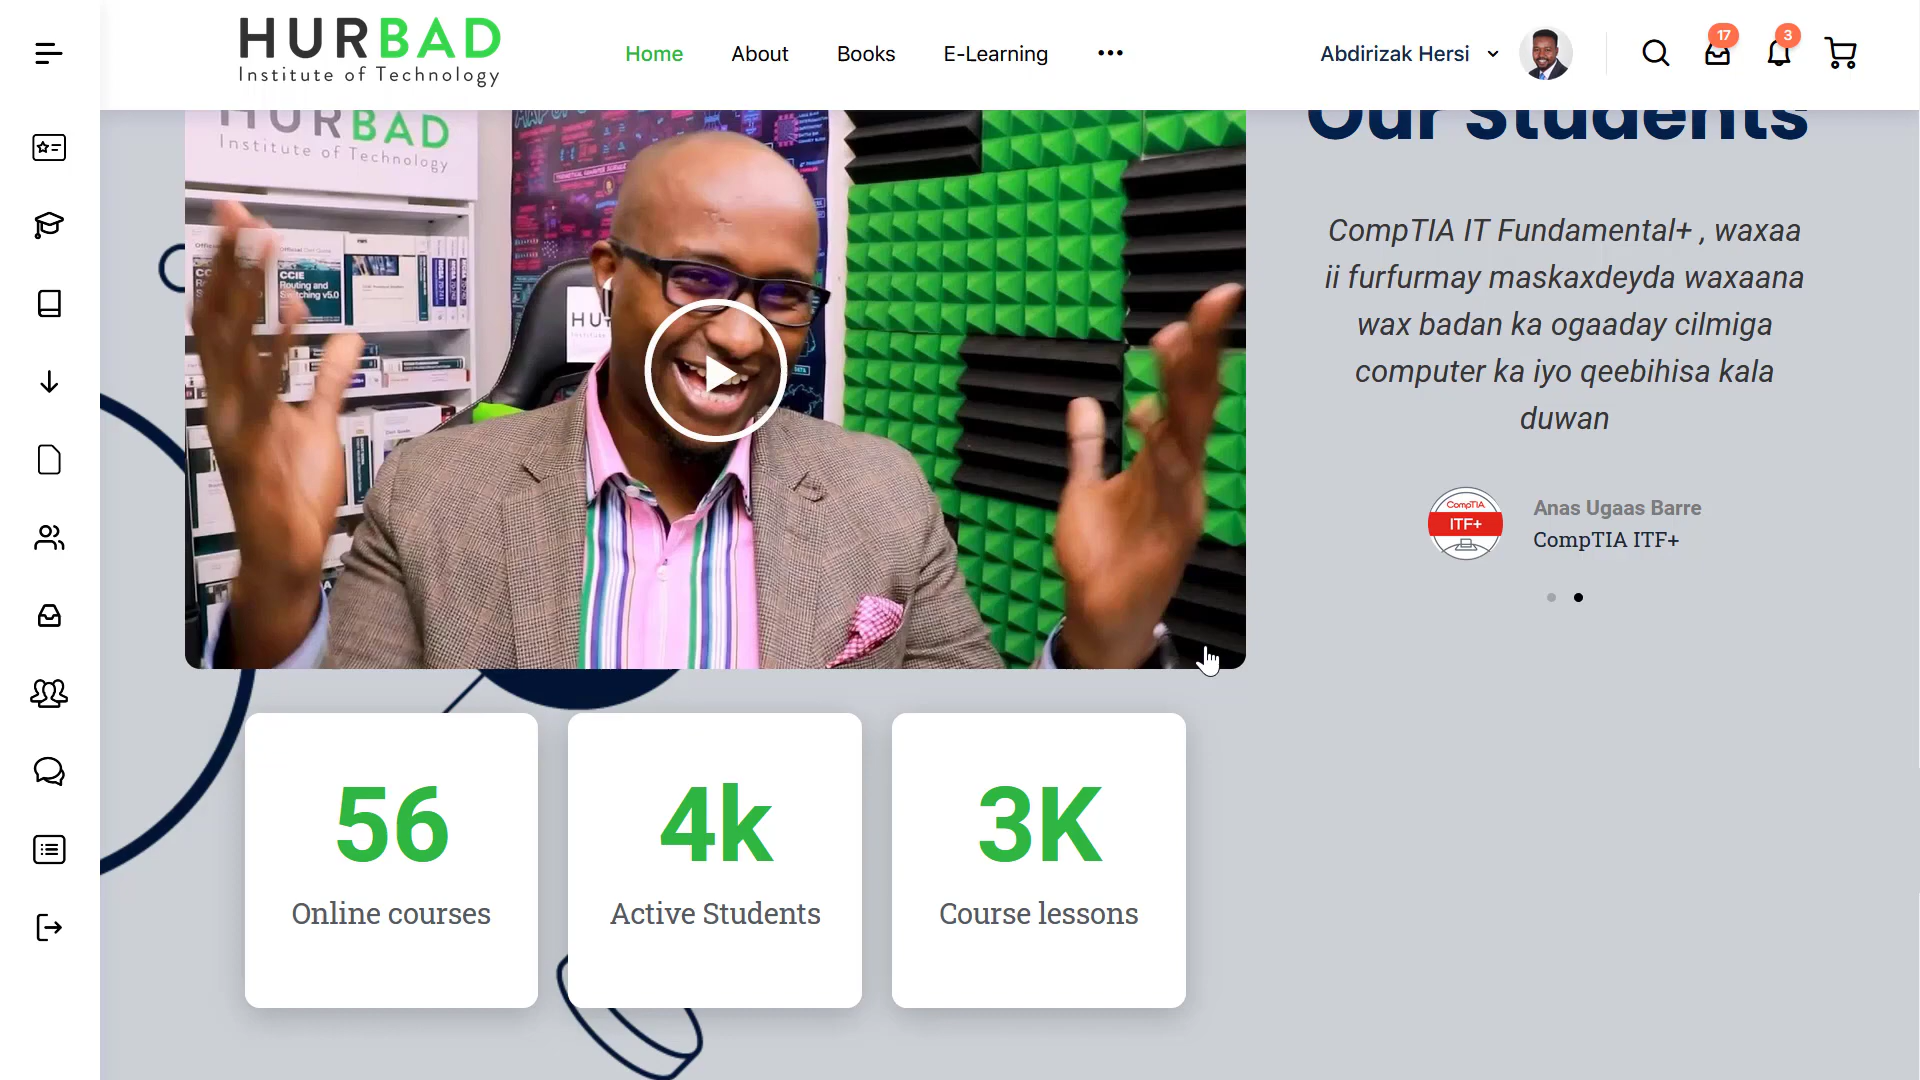 HURBAD
Institute of Technology
Home
About
Books
E-Learning
Abdirizak Hersi
17
3
HURBAD
Institute of Technology
CCIE
Routing and
Switching v5.0
Our Students
CompTIA IT Fundamental+ , waxaa
ii furfurmay maskaxdeyda waxaana
wax badan ka ogaaday cilmiga
computer ka iyo qeebihisa kala
duwan
CompTIA
ITF+
Anas Ugaas Barre
CompTIA ITF+
56
Online courses
4k
Active Students
3K
Course lessons